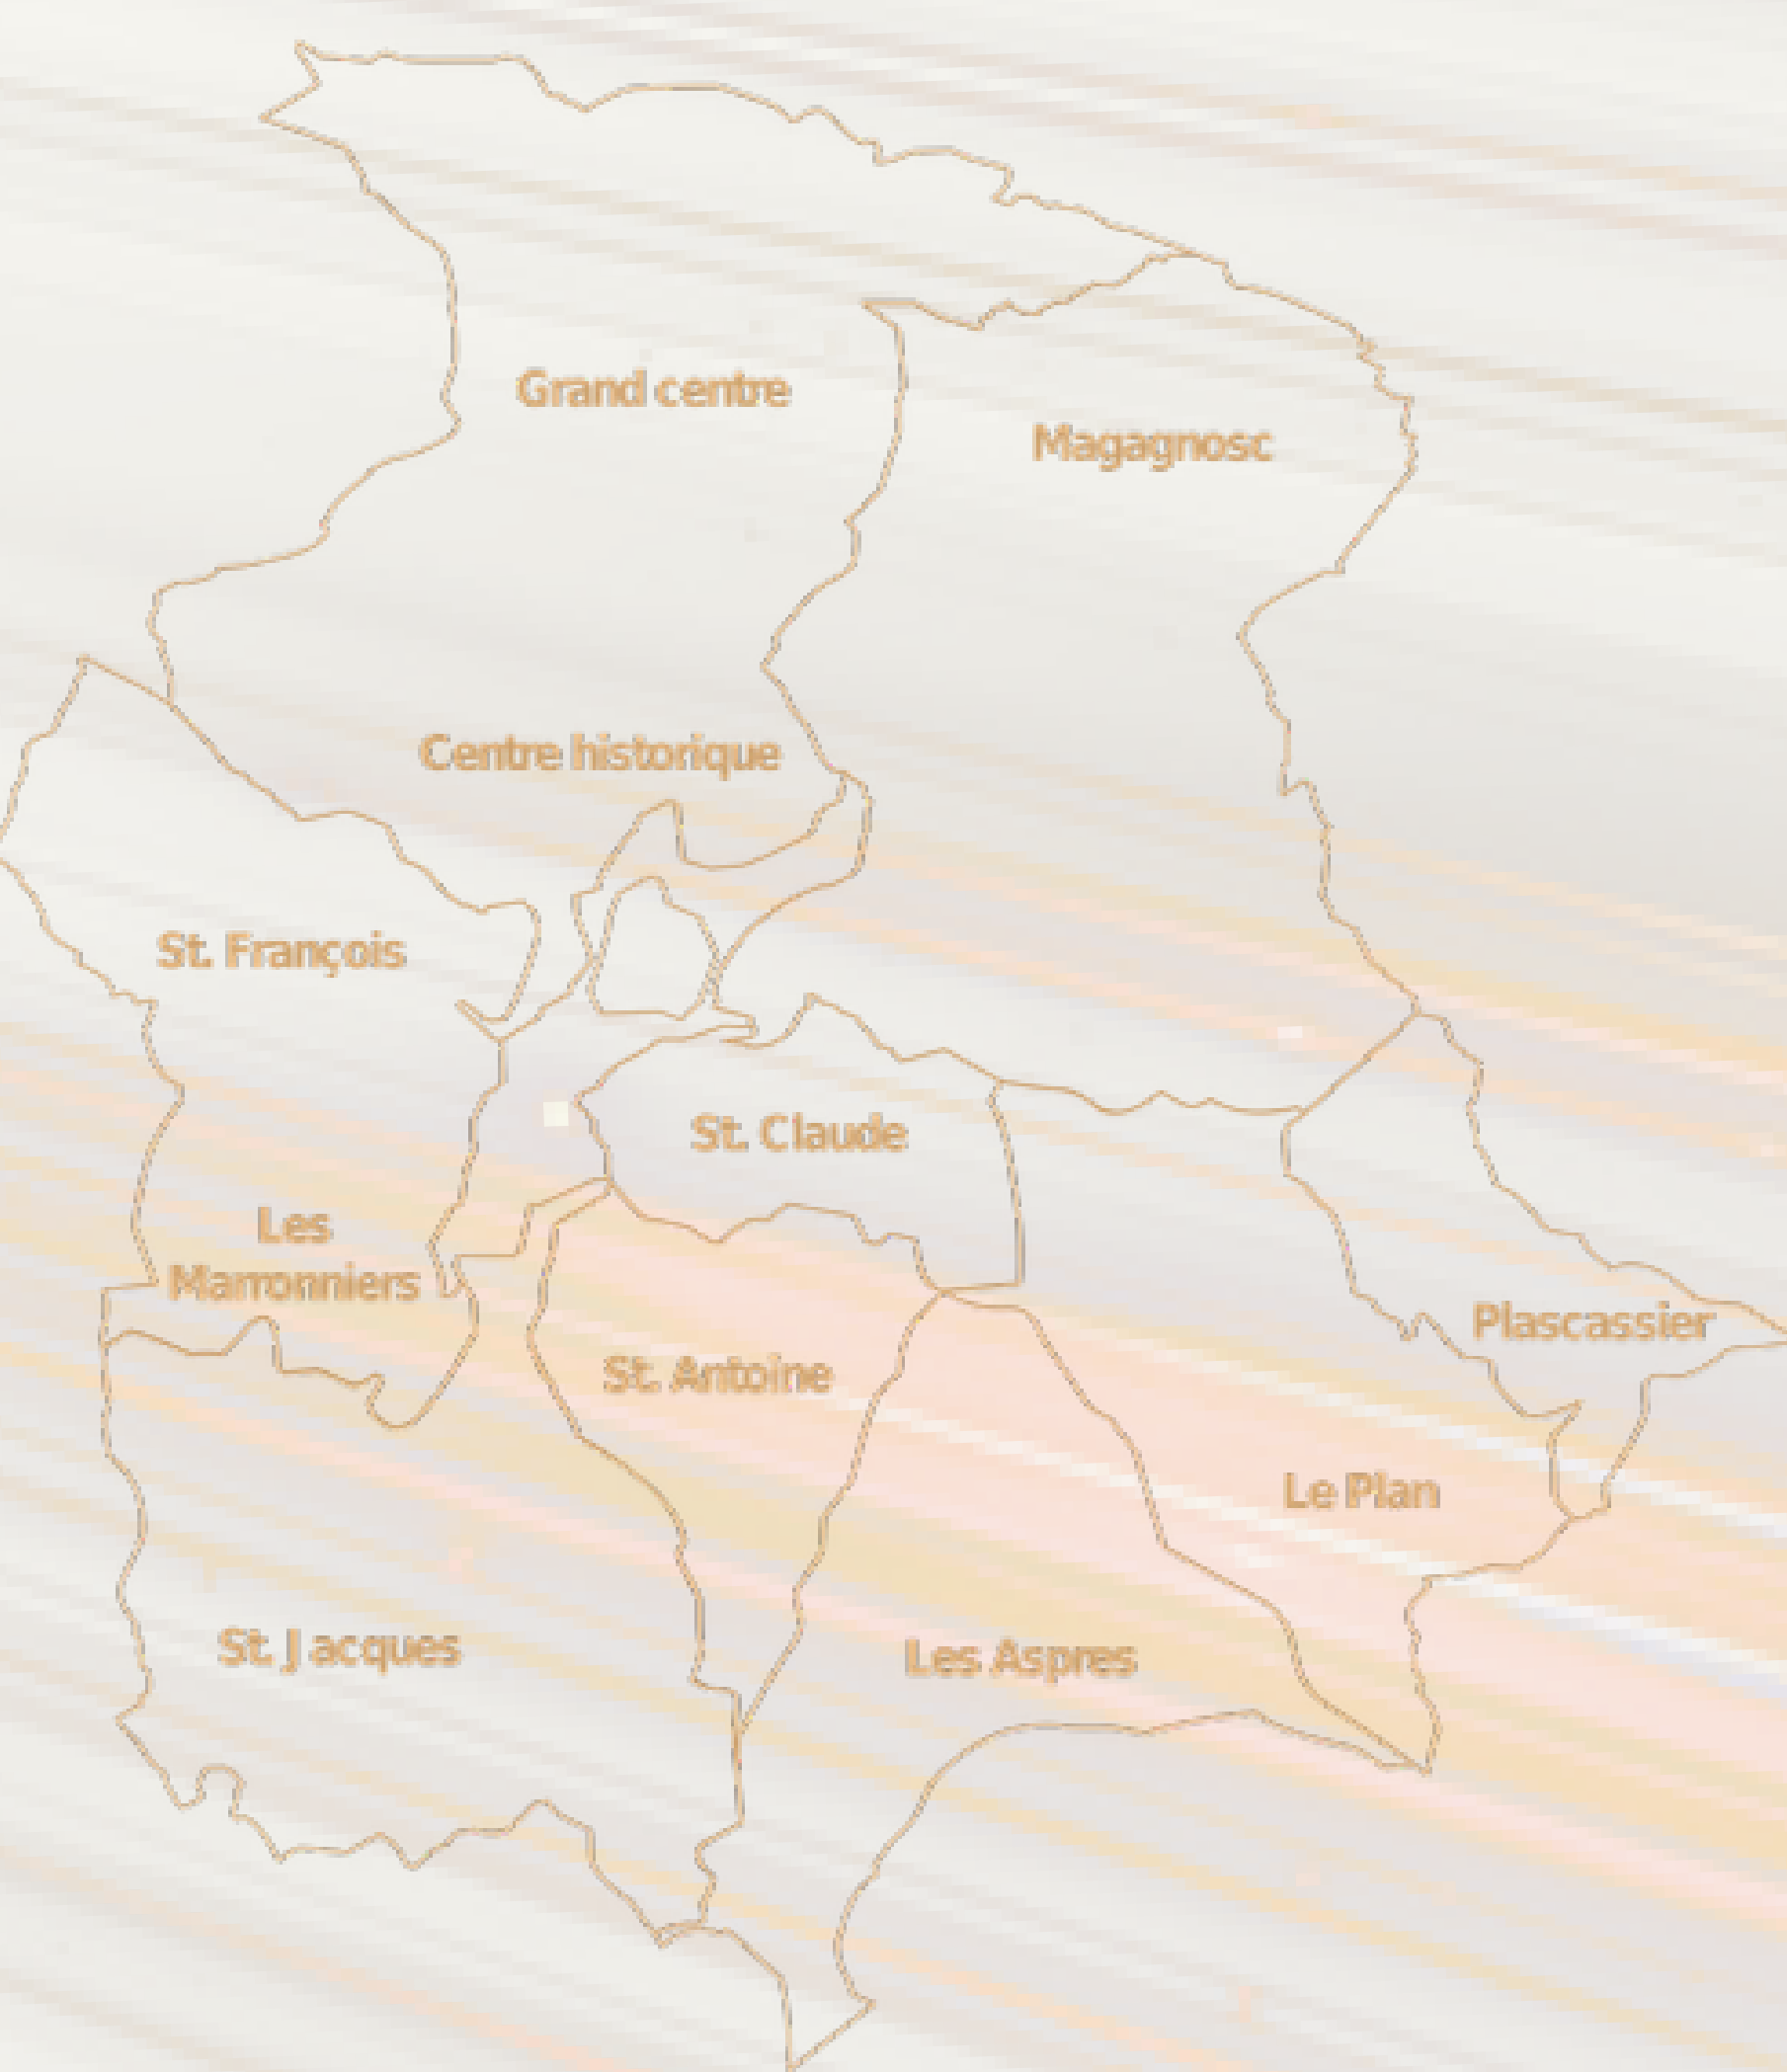 Grand centre
Magagnosc
Centre historique
St. François
St. Claude
Les
Marronniers
Plascassier
St. Antoine
Le Plan
St. Jacques
Les Aspres